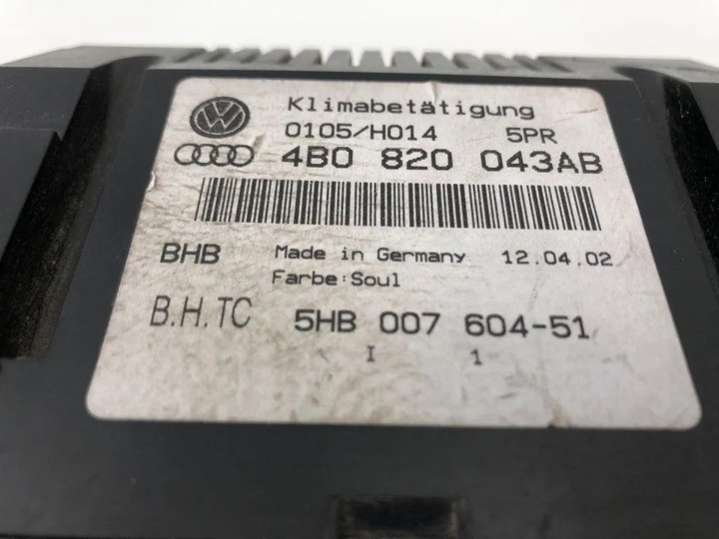 Klimabetätigung
0105/H014 5PR
4B0 820 043AB
BHB Made in Germany 12.04.02
Farbe:Soul
B.H.TC 5HB 007 604-51
I 1